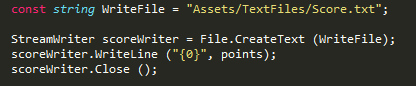 const string WriteFile = "Assets/TextFiles/Score.txt";
StreamWriter scoreWriter = File.CreateText (WriteFile);
scoreWriter.WriteLine ("{0}", points);
scoreWriter.Close ();